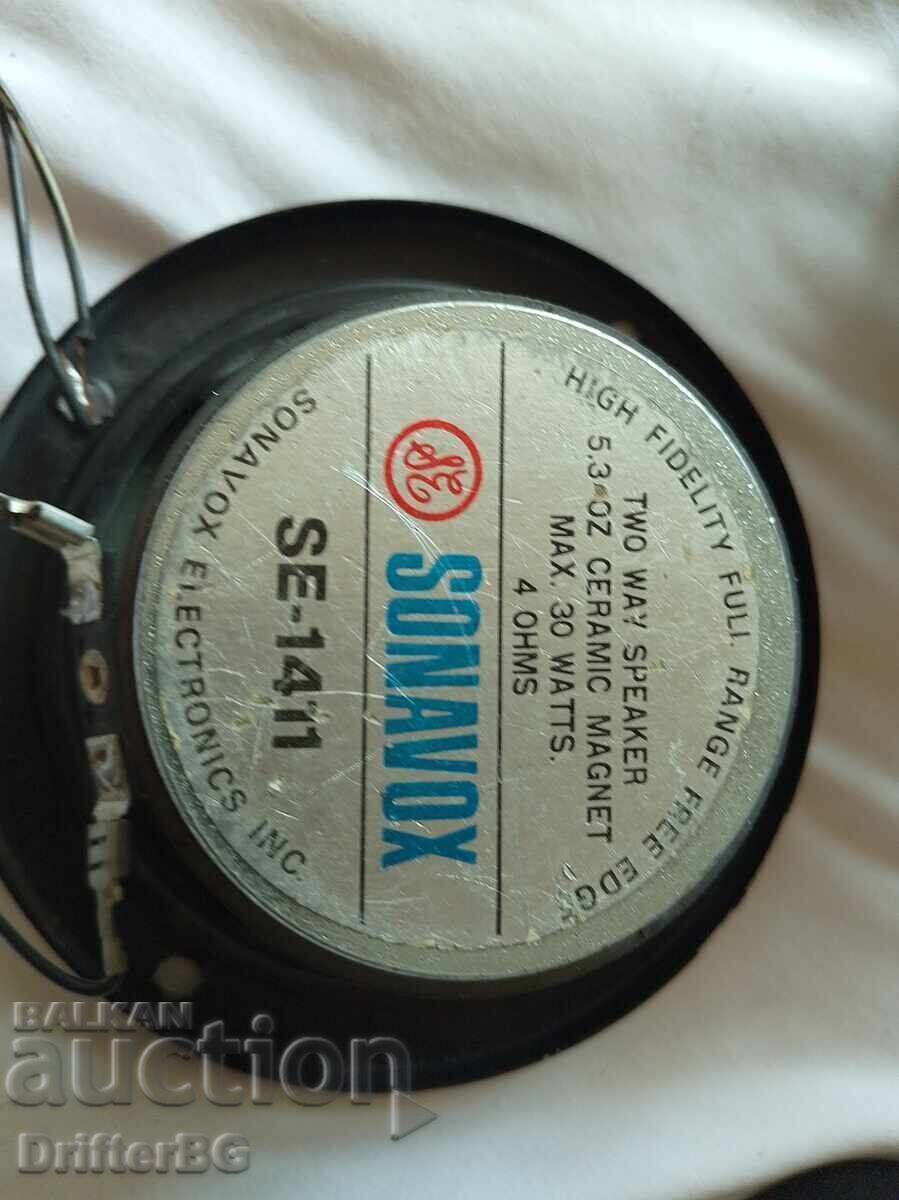 HIGH FIDELITY FULL RANGE FREE EDG
TWO WAY SPEAKER
5.3 OZ CERAMIC MAGNET
MAX. 30 WATTS.
4 OHMS
SONAVOX
SE-1411
SONAVOX ELECTRONICS INC.
BALKAN
auction
DrifterBG